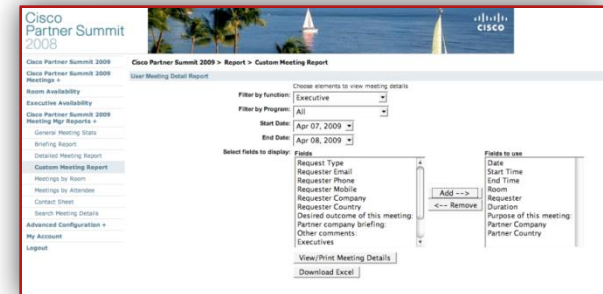 Cisco
Partner Summit
2008
CISCO
Cisco Partner Summit 2009
Cisco Partner Summit 2009
Meetings +
Room Availability
Executive Availability
Cisco Partner Summit 2009
Meeting Mgr Reports +
General Meeting Stats
Briefing Report
Detailed Meeting Report
Custom Meeting Report
Meetings by Room
Meetings by Attendee
Contact Sheet
Search Meeting Details
Advanced Configuration +
My Account
Logout
Cisco Partner Summit 2009 > Report > Custom Meeting Report
User Meeting Detail Report
Choose elements to view meeting details
Filter by function: Executive
Filter by Program: All
Start Date: Apr 07, 2009
End Date: Apr 08, 2009
Select fields to display: Fields
Request Type
Requester Email
Requester Phone
Requester Mobile
Requester Company
Requester Country
Desired outcome of this meeting:
Partner company briefing:
Other comments:
Executives
Add -->
<-- Remove
Fields to use
Date
Start Time
End Time
Room
Requester
Duration
Purpose of this meeting:
Partner Company
Partner Country
View/Print Meeting Details
Download Excel